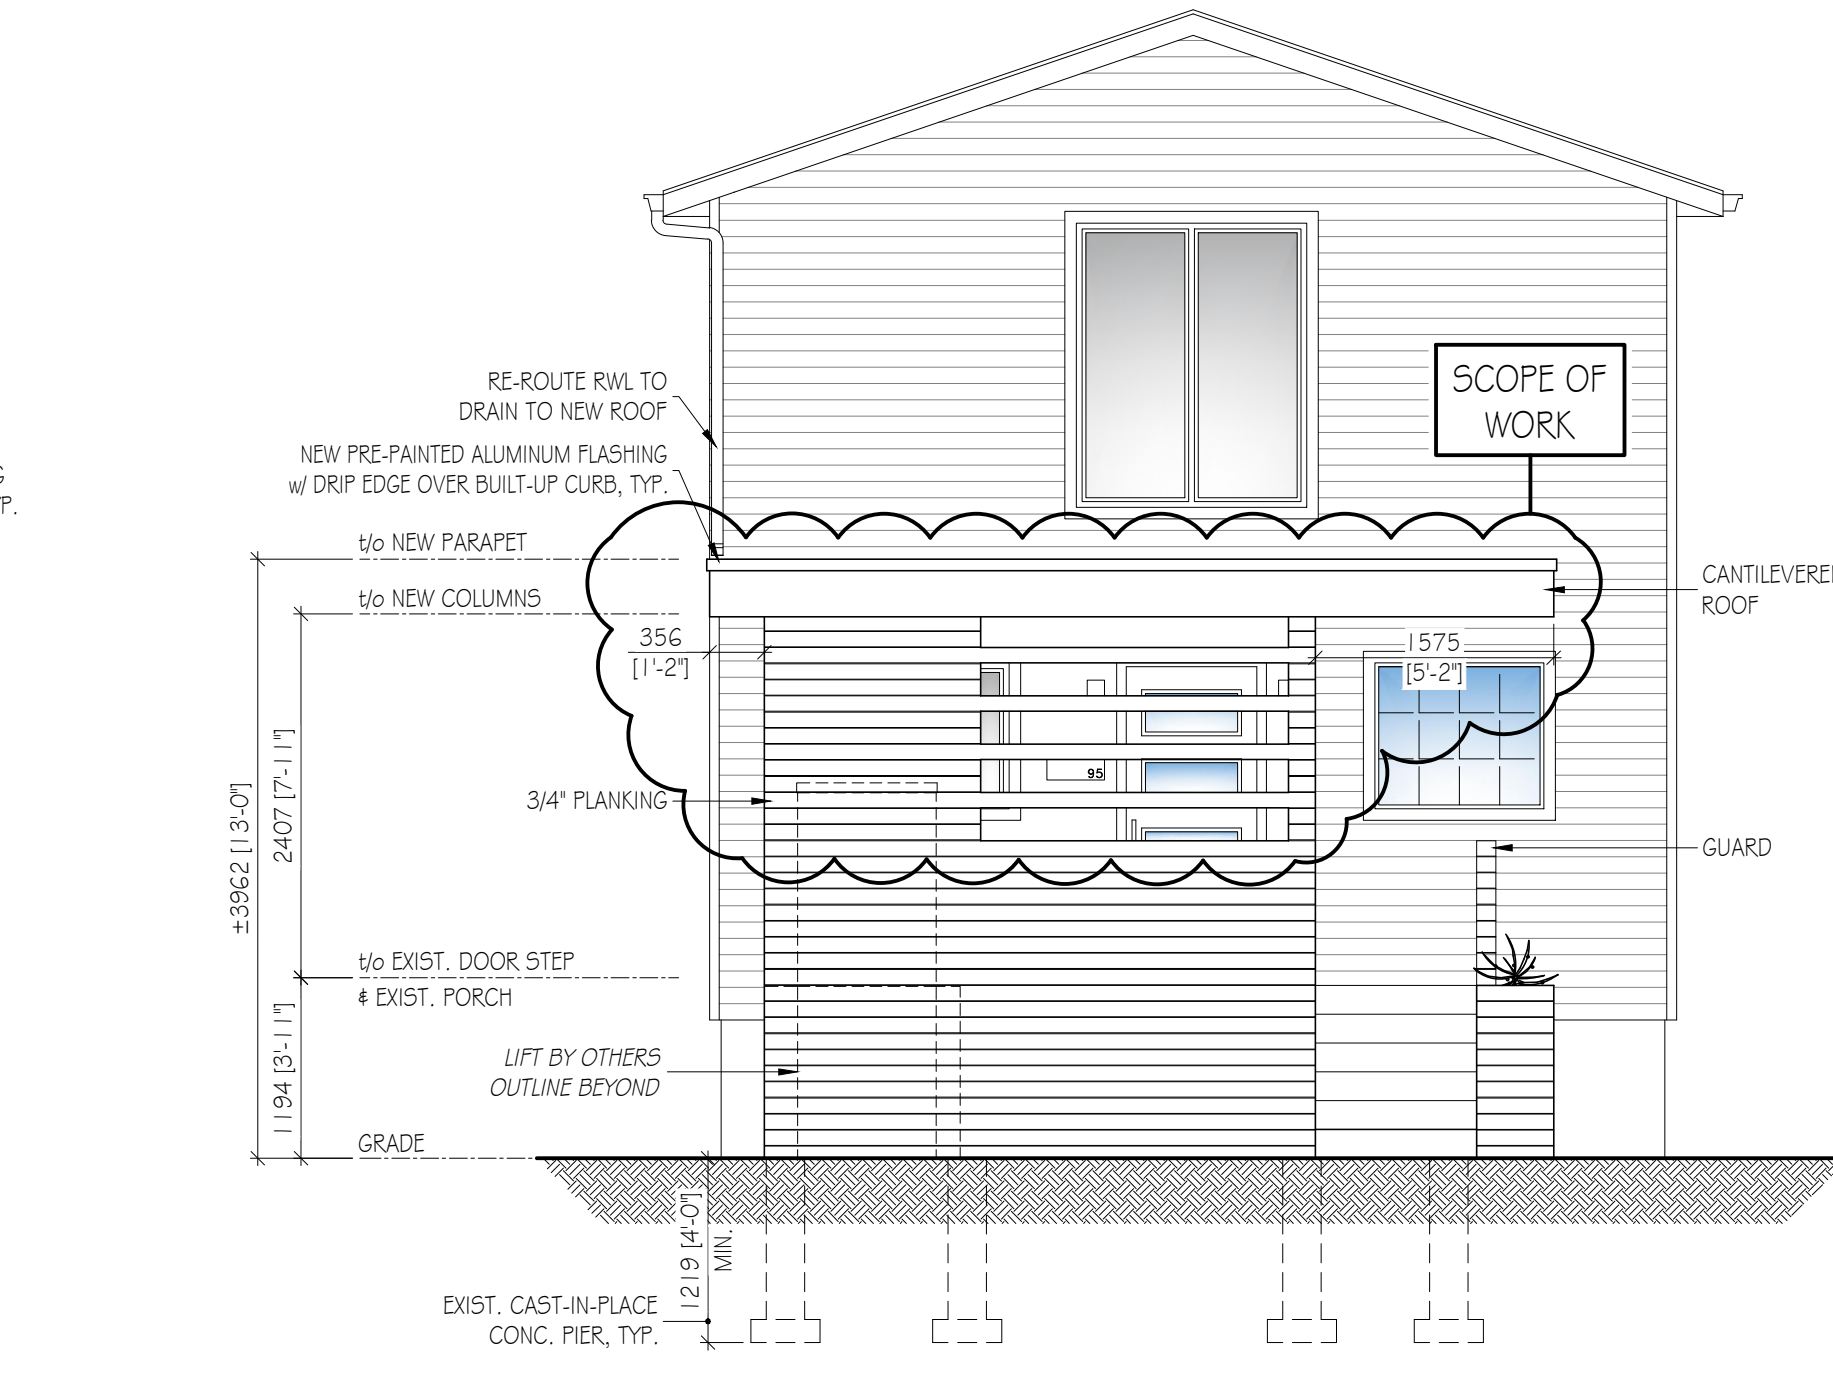 RE-ROUTE RWL TO
DRAIN TO NEW ROOF
NEW PRE-PAINTED ALUMINUM FLASHING
w/ DRIP EDGE OVER BUILT-UP CURB, TYP.
t/o NEW PARAPET
t/o NEW COLUMNS
SCOPE OF
WORK
ROOF
356
[1'-2"]
1575
[5'-2"]
95
3/4" PLANKING
GUARD
±3962 [13'-0"]
2407 [7'-11"]
1194 [3'-11"]
t/o EXIST. DOOR STEP
& EXIST. PORCH
LIFT BY OTHERS
OUTLINE BEYOND
GRADE
1219 [4'-0"]
MIN.
EXIST. CAST-IN-PLACE
CONC. PIER, TYP.